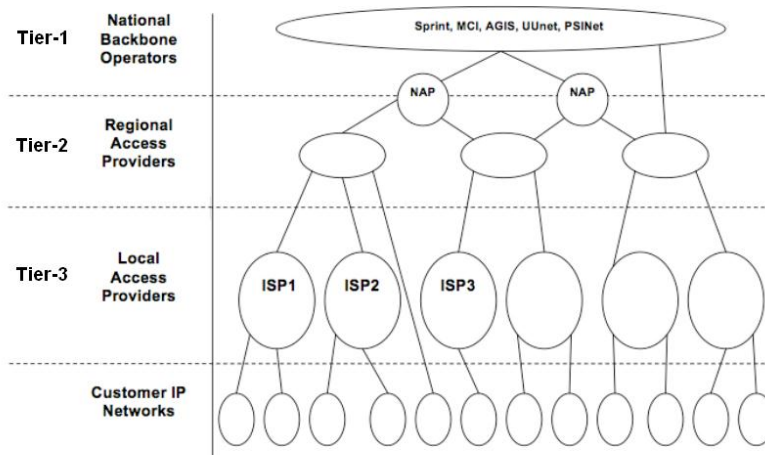 Sprint, MCI, AGIS, UUnet, PSINet
Tier-1
National
Backbone
Operators
NAP
NAP
Tier-2
Regional
Access
Providers
Tier-3
Local
Access
Providers
ISP1
ISP2
ISP3
Customer IP
Networks